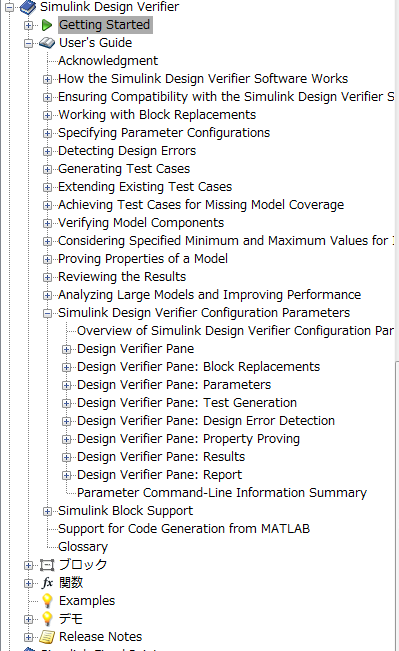 Simulink Design Verifier
Getting Started
User's Guide
Acknowledgment
How the Simulink Design Verifier Software Works
Ensuring Compatibility with the Simulink Design Verifier S
Working with Block Replacements
Specifying Parameter Configurations
Detecting Design Errors
Generating Test Cases
Extending Existing Test Cases
Achieving Test Cases for Missing Model Coverage
Verifying Model Components
Considering Specified Minimum and Maximum Values for I
Proving Properties of a Model
Reviewing the Results
Analyzing Large Models and Improving Performance
Simulink Design Verifier Configuration Parameters
Overview of Simulink Design Verifier Configuration Par
Design Verifier Pane
Design Verifier Pane: Block Replacements
Design Verifier Pane: Parameters
Design Verifier Pane: Test Generation
Design Verifier Pane: Design Error Detection
Design Verifier Pane: Property Proving
Design Verifier Pane: Results
Design Verifier Pane: Report
Parameter Command-Line Information Summary
Simulink Block Support
Support for Code Generation from MATLAB
Glossary
ブロック
fx 関数
Examples
デモ
Release Notes